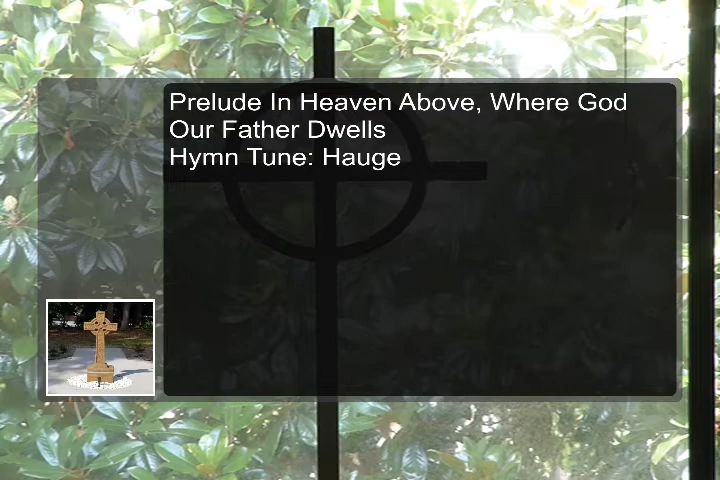 Prelude In Heaven Above, Where God
Our Father Dwells
Hymn Tune: Hauge